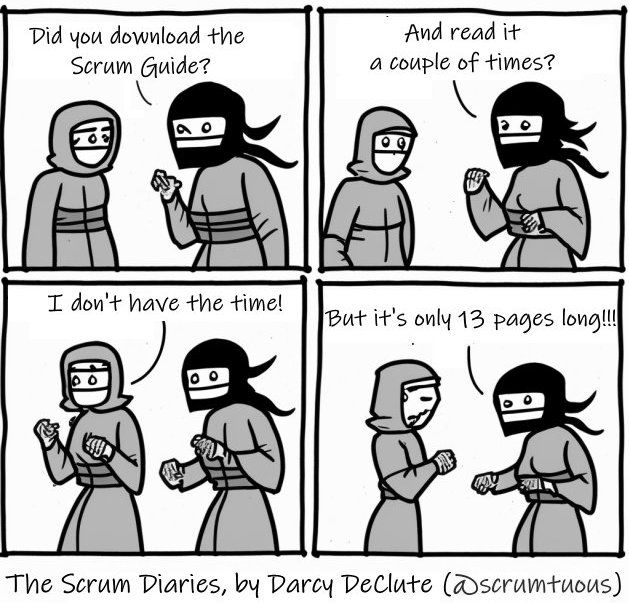 Did you download the
Scrum Guide?
And read it
a couple of times?
I don't have the time!
But it's only 13 pages long!!!
The Scrum Diaries, by Darcy DeClute (@scrumtuous)